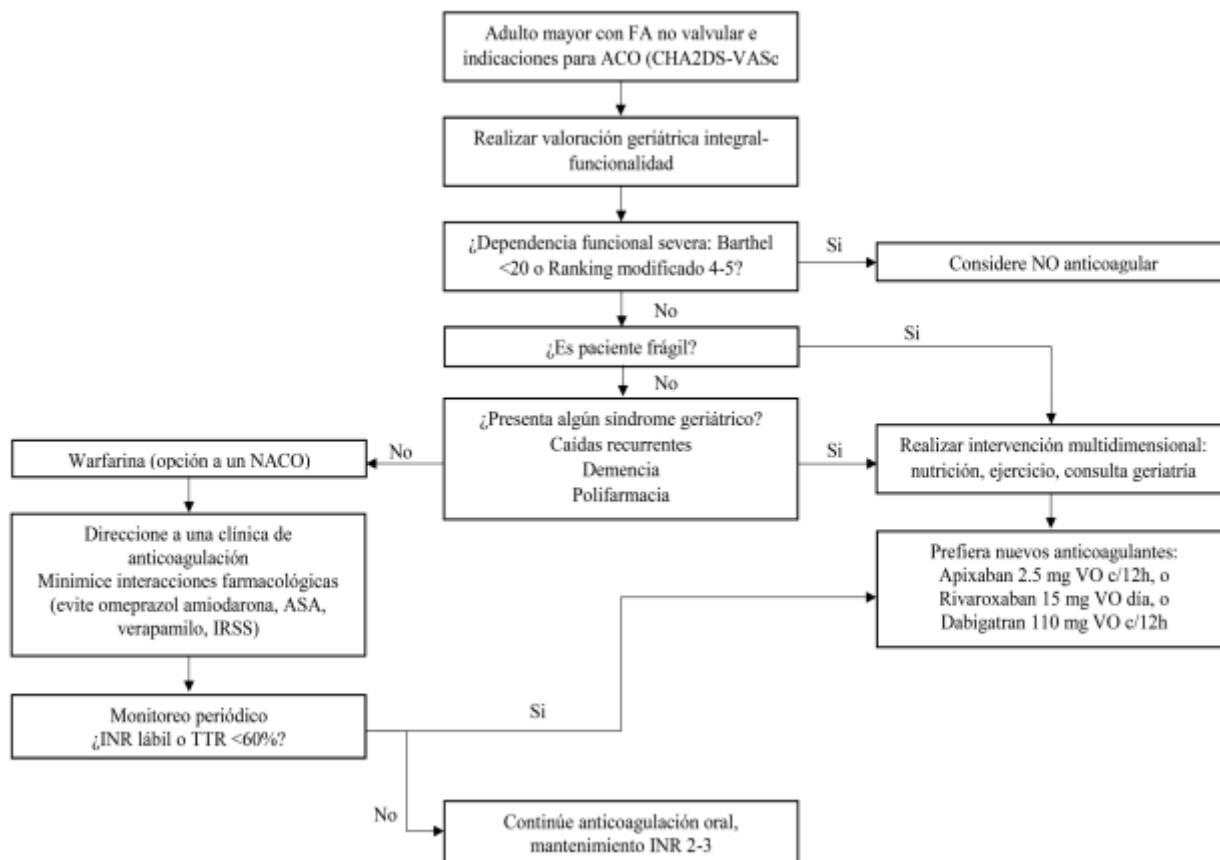 Adulto mayor con FA no valvular e
indicaciones para ACO (CHA2DS-VASc
Realizar valoración geriátrica integral-
funcionalidad
¿Dependencia funcional severa: Barthel
<20 o Ranking modificado 4-5?
Si
Considere NO anticoagular
No
¿Es paciente frágil?
Si
No
¿Presenta algún síndrome geriátrico?
Caídas recurrentes
Demencia
Polifarmacia
No
Warfarina (opción a un NACO)
Si
Realizar intervención multidimensional:
nutrición, ejercicio, consulta geriatría
Direccione a una clínica de
anticoagulación
Minimice interacciones farmacológicas
(evite omeprazol amiodarona, ASA,
verapamilo, IRSS)
Prefiera nuevos anticoagulantes:
Apixaban 2.5 mg VO c/12h, o
Rivaroxaban 15 mg VO día, o
Dabigatran 110 mg VO c/12h
Monitoreo periódico
¿INR lábil o TTR <60%?
Si
No
Continúe anticoagulación oral,
mantenimiento INR 2-3